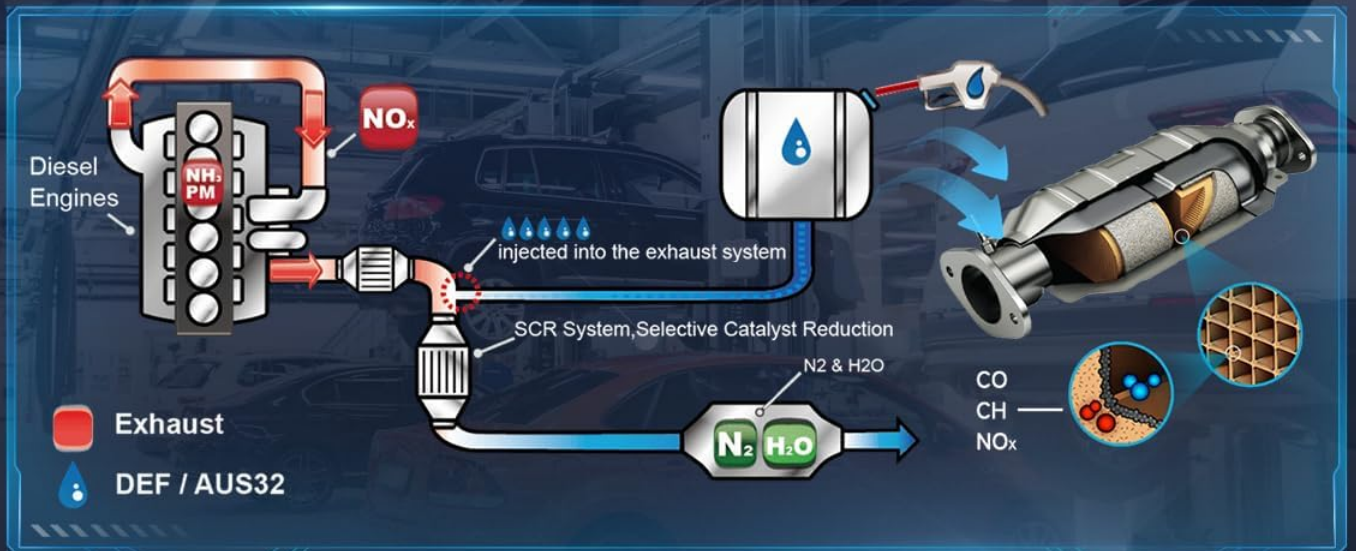 NOₓ
Diesel
Engines
NH₃
PM
injected into the exhaust system
SCR System,Selective Catalyst Reduction
N2 & H2O
N₂ H₂O
CO
CH
NOₓ
Exhaust
DEF / AUS32